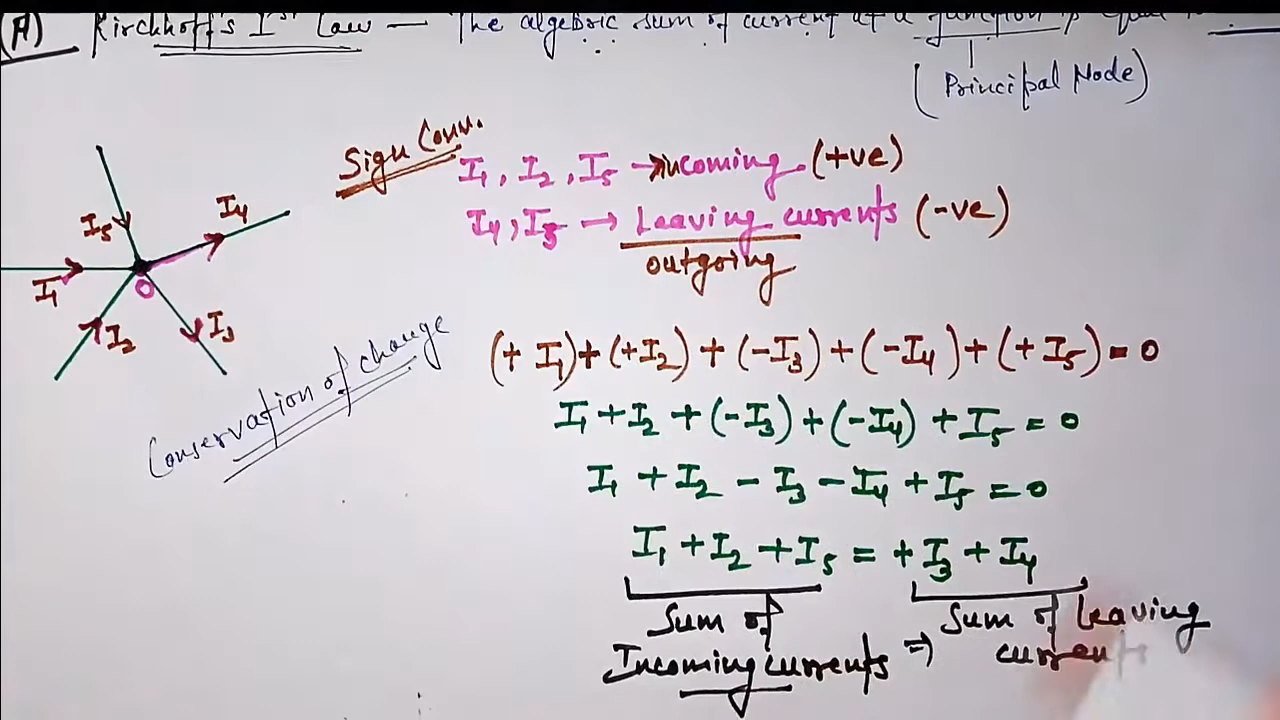 (A) Kirchhoff's Ist Law — The algebric sum of current at a junction is equal
(Principal Node)
Sign Conv.
I1, I2, I5 → incoming (+ve)
I4, I3 → Leaving currents (-ve)
outgoing
I5
I4
I1
O
I2
I3
Conservation of change
(+ I1) + (+I2) + (-I3) + (-I4) + (+ I5) = 0
I1 + I2 + (-I3) + (-I4) + I5 = 0
I1 + I2 - I3 - I4 + I5 = 0
I1 + I2 + I5 = + I3 + I4
Sum of Incoming currents ⇒ Sum of Leaving